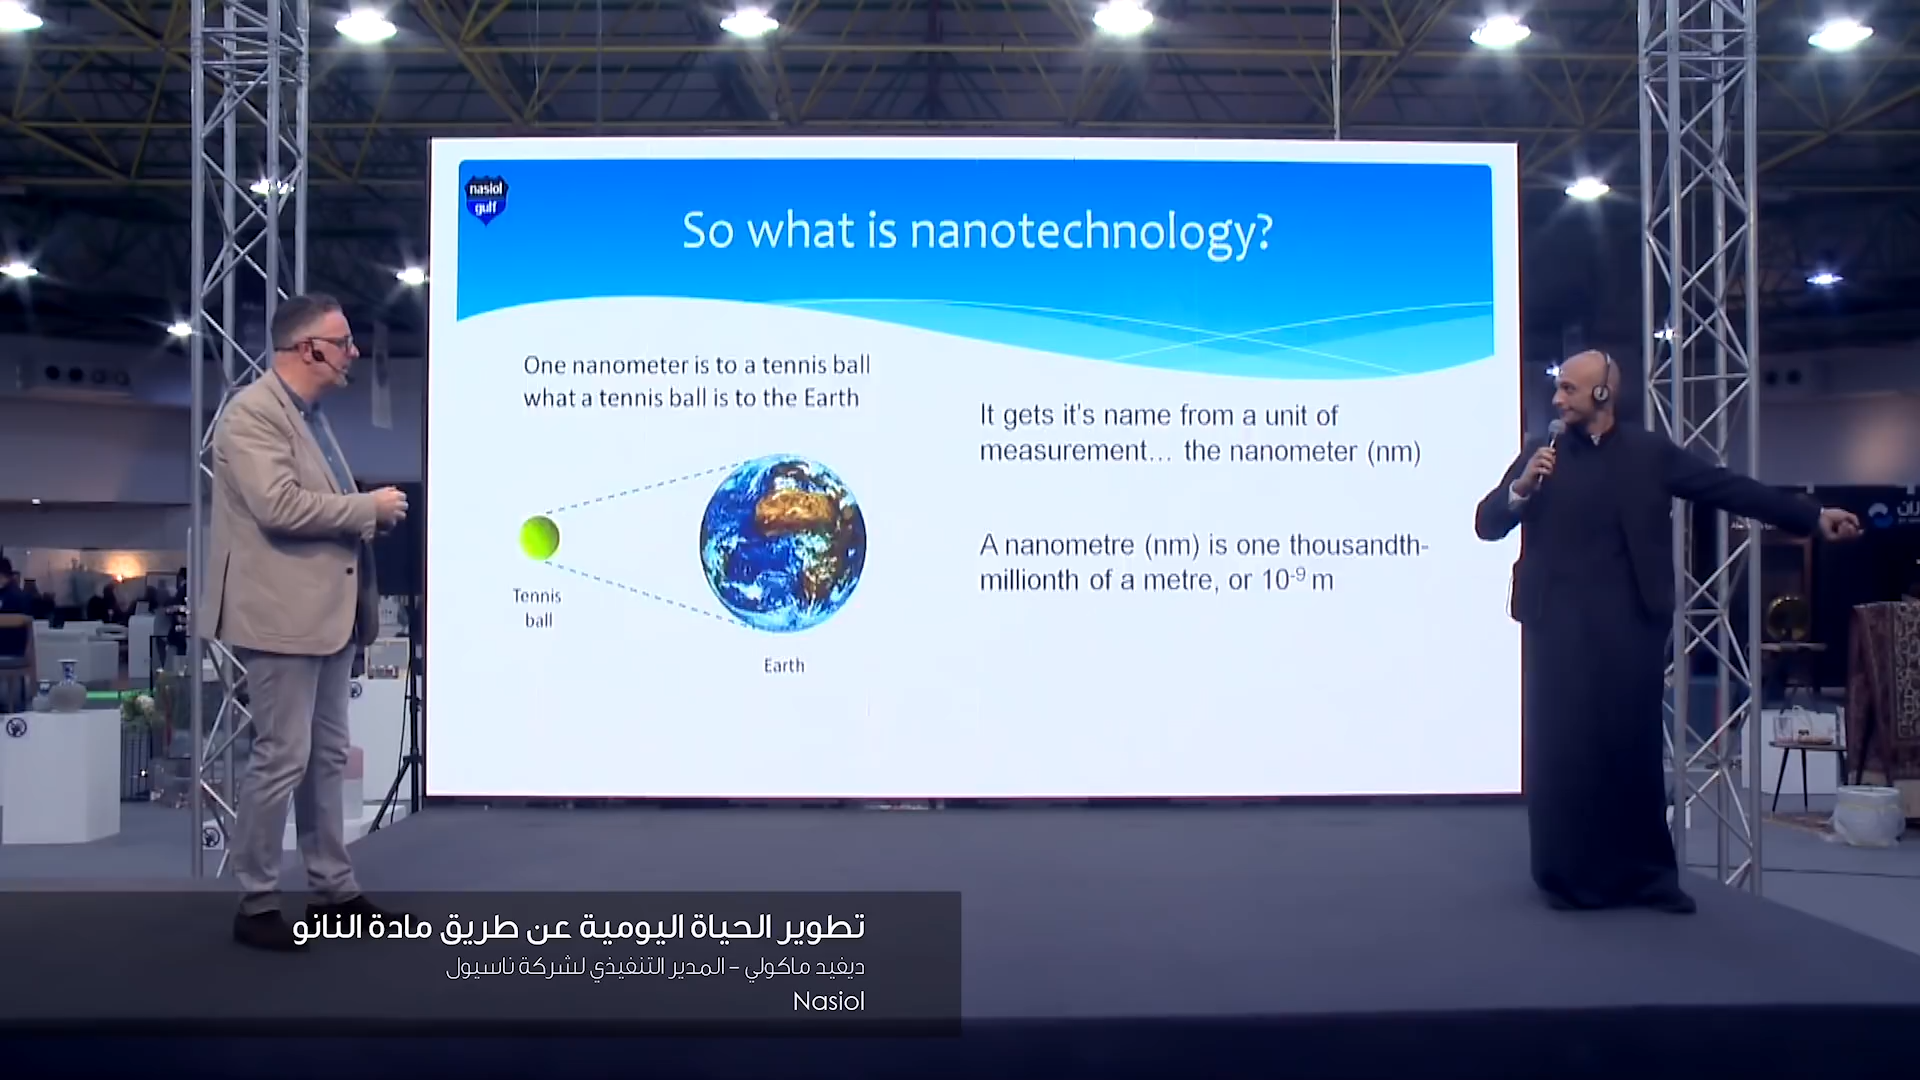 nasiol
gulf
So what is nanotechnology?
One nanometer is to a tennis ball
what a tennis ball is to the Earth
Tennis
ball
Earth
It gets it's name from a unit of
measurement... the nanometer (nm)
A nanometre (nm) is one thousandth-
millionth of a metre, or 10⁻⁹ m
تطوير الحياة اليومية عن طريق مادة النانو
ديفيد ماكولي – المدير التنفيذي لشركة ناسيول
Nasiol